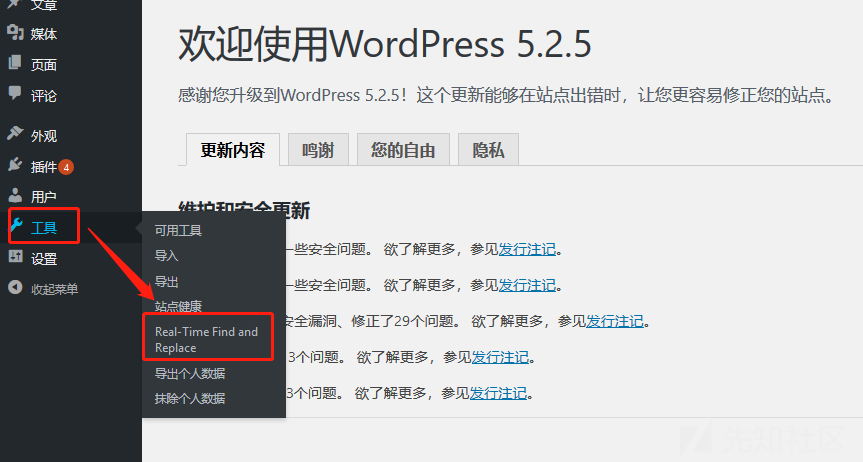 文章
媒体
页面
评论
外观
插件 4
用户
工具
设置
收起菜单
可用工具
导入
导出
站点健康
Real-Time Find and
Replace
导出个人数据
抹除个人数据
欢迎使用WordPress 5.2.5
感谢您升级到WordPress 5.2.5！这个更新能够在站点出错时，让您更容易修正您的站点。
更新内容 鸣谢 您的自由 隐私
维护和安全更新
一些安全问题。 欲了解更多，参见发行注记。
一些安全问题。 欲了解更多，参见发行注记。
安全漏洞、修正了29个问题。 欲了解更多，参见发行注记。
3个问题。 欲了解更多，参见发行注记。
3个问题。 欲了解更多，参见发行注记。
先知社区